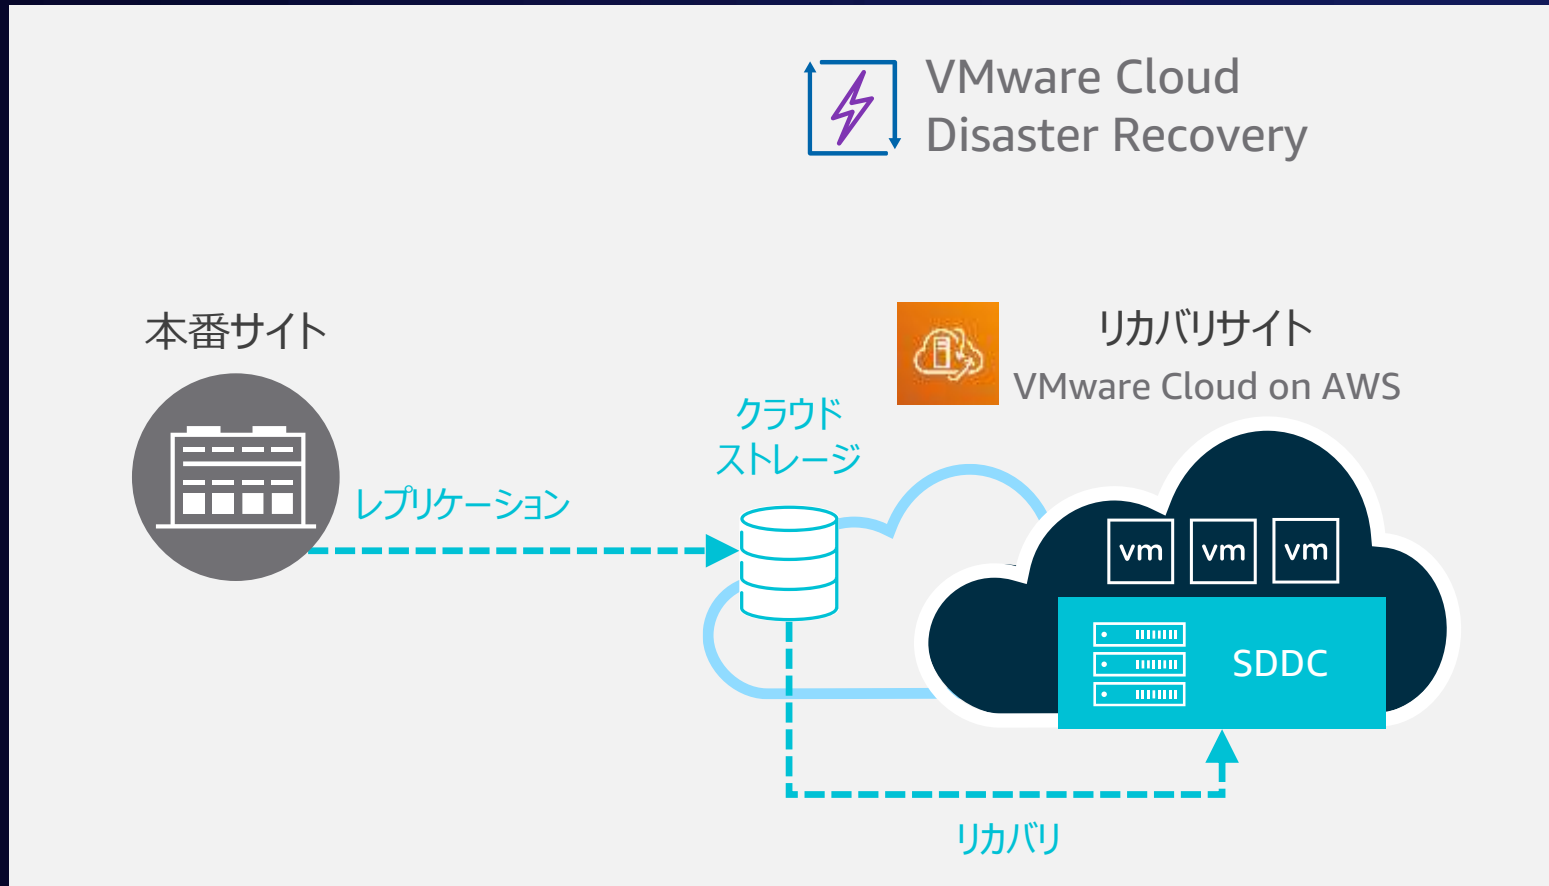 VMware Cloud
Disaster Recovery
本番サイト
リカバリサイト
VMware Cloud on AWS
クラウド
ストレージ
レプリケーション
vm
vm
vm
SDDC
リカバリ